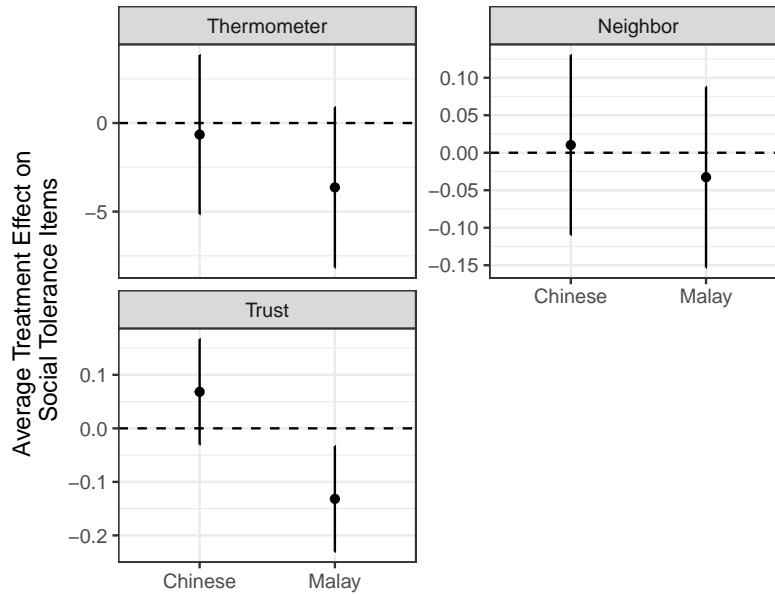 Average Treatment Effect on
Social Tolerance Items
Thermometer
0
−5
Neighbor
0.10
0.05
0.00
−0.05
−0.10
−0.15
Chinese Malay
Trust
0.1
0.0
−0.1
−0.2
Chinese Malay